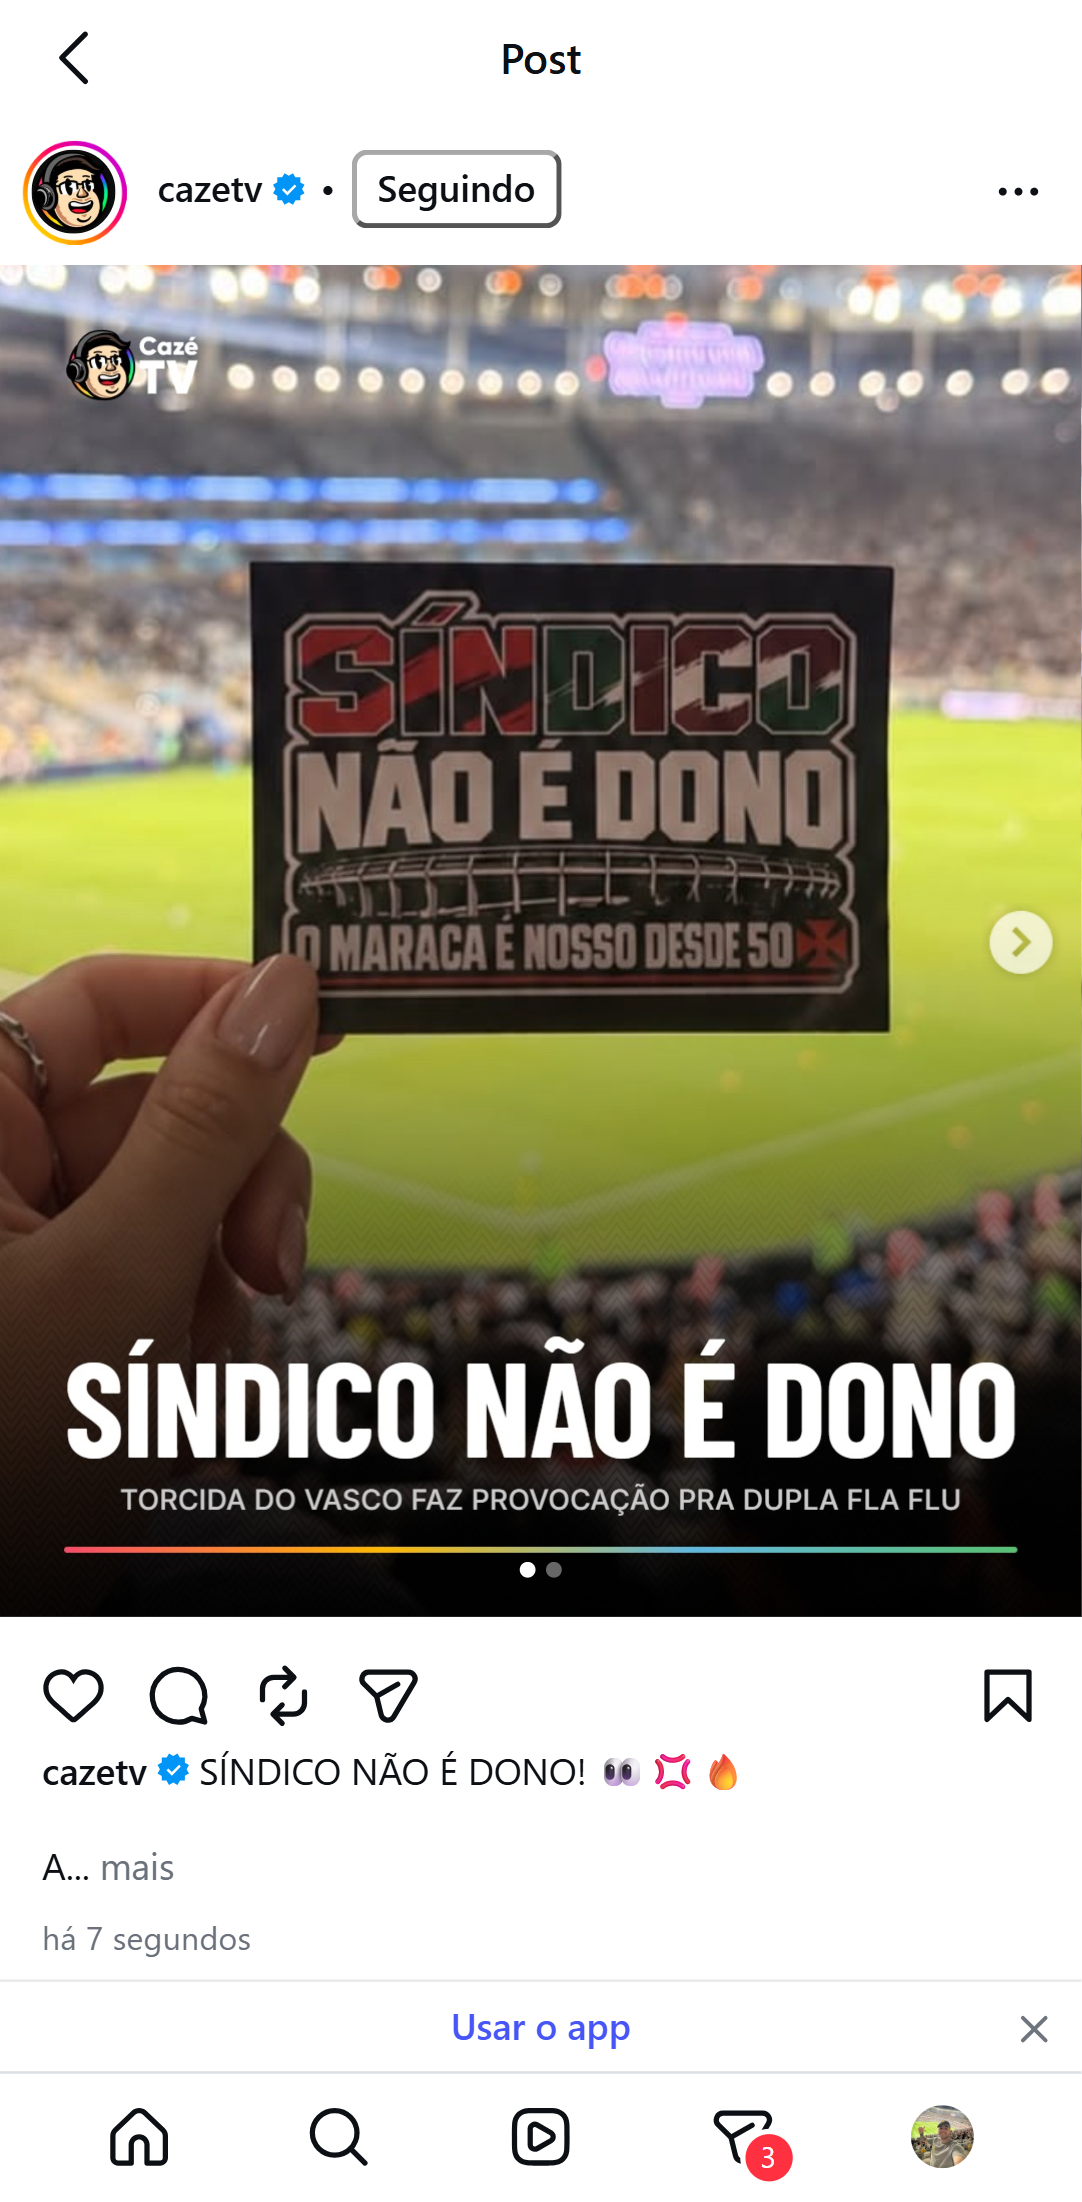 Post
cazetv • Seguindo
Cazé
TV
SÍNDICO
NÃO É DONO
O MARACA É NOSSO DESDE 50
SÍNDICO NÃO É DONO
TORCIDA DO VASCO FAZ PROVOCAÇÃO PRA DUPLA FLA FLU
cazetv SÍNDICO NÃO É DONO! 👀 💢 🔥
A... mais
há 7 segundos
Usar o app
3